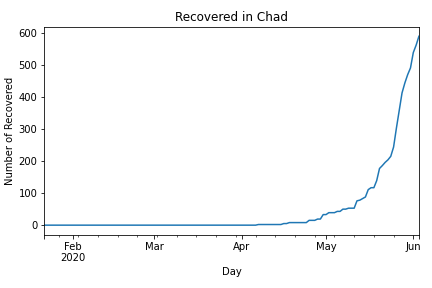 Recovered in Chad
600
500
400
300
200
100
0
Number of Recovered
Feb
2020
Mar
Apr
May
Jun
Day